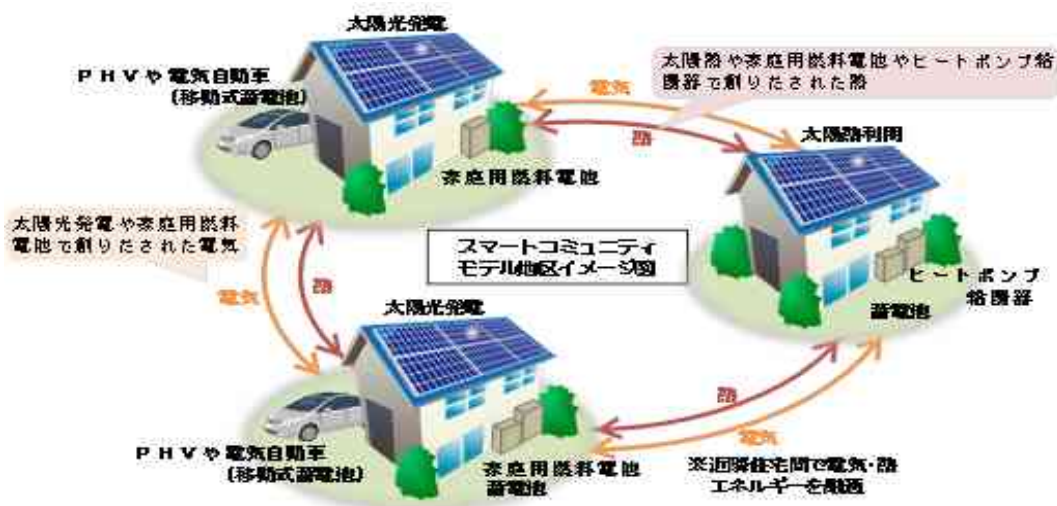 太陽光発電
PHVや電気自動車
(移動式蓄電池)
電気
熱
太陽熱や家庭用燃料電池やヒートポンプ給
湯器で創りだされた熱
太陽熱利用
家庭用燃料電池
太陽光発電や家庭用燃料
電池で創りだされた電気
スマートコミュニティ
モデル地区イメージ図
電気
熱
太陽光発電
ヒートポンプ
給湯器
蓄電池
熱
電気
PHVや電気自動車
(移動式蓄電池)
家庭用燃料電池
蓄電池
※近隣住宅間で電気・熱
エネルギーを融通